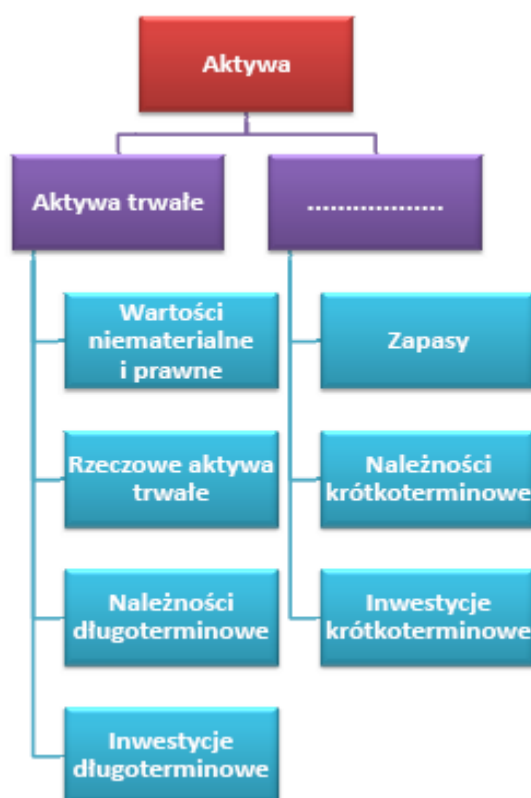 Aktywa
Aktywa trwałe
..................
Wartości
niematerialne
i prawne
Rzeczowe aktywa
trwałe
Należności
długoterminowe
Inwestycje
długoterminowe
Zapasy
Należności
krótkoterminowe
Inwestycje
krótkoterminowe